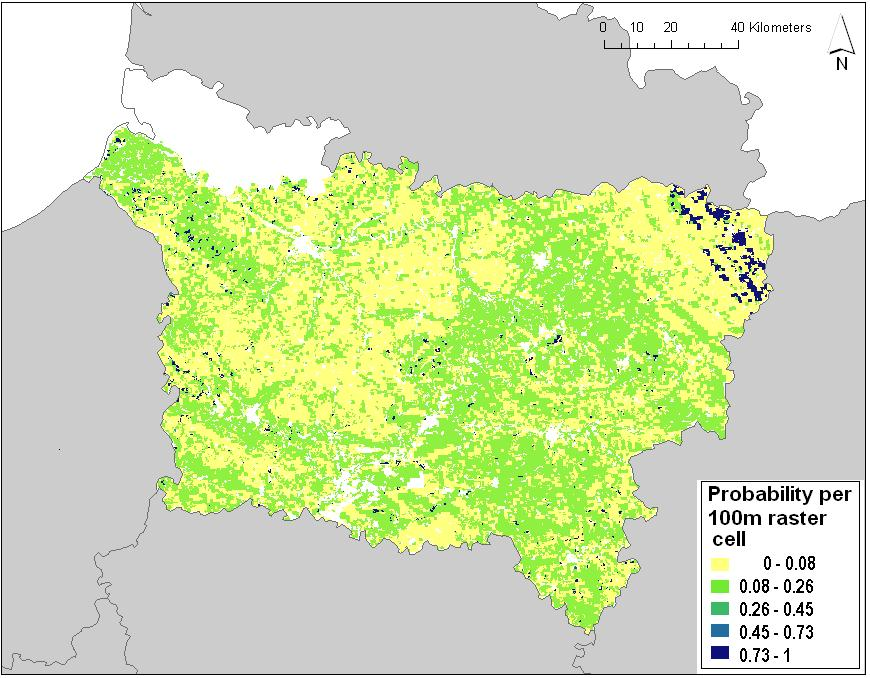 0 10 20 40 Kilometers
N
Probability per
100m raster
cell
0 - 0.08
0.08 - 0.26
0.26 - 0.45
0.45 - 0.73
0.73 - 1